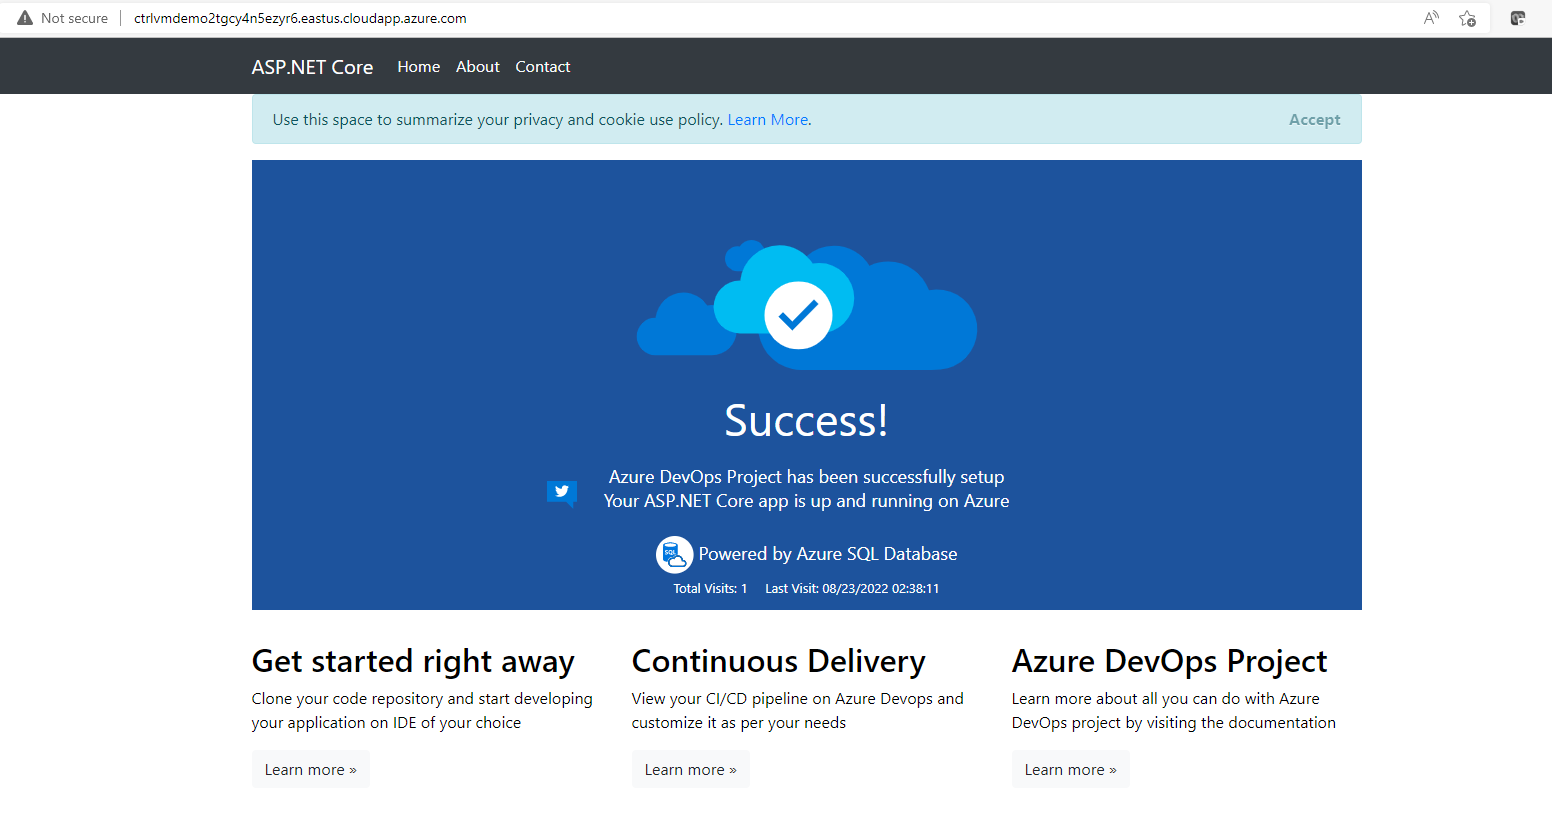 Not secure
ctrlvmdemo2tgcy4n5ezyr6.eastus.cloudapp.azure.com
ASP.NET Core Home About Contact
Use this space to summarize your privacy and cookie use policy. Learn More. Accept
Success!
Azure DevOps Project has been successfully setup
Your ASP.NET Core app is up and running on Azure
SQL
Powered by Azure SQL Database
Total Visits: 1 Last Visit: 08/23/2022 02:38:11
Get started right away
Clone your code repository and start developing
your application on IDE of your choice
Learn more »
Continuous Delivery
View your CI/CD pipeline on Azure Devops and
customize it as per your needs
Learn more »
Azure DevOps Project
Learn more about all you can do with Azure
DevOps project by visiting the documentation
Learn more »